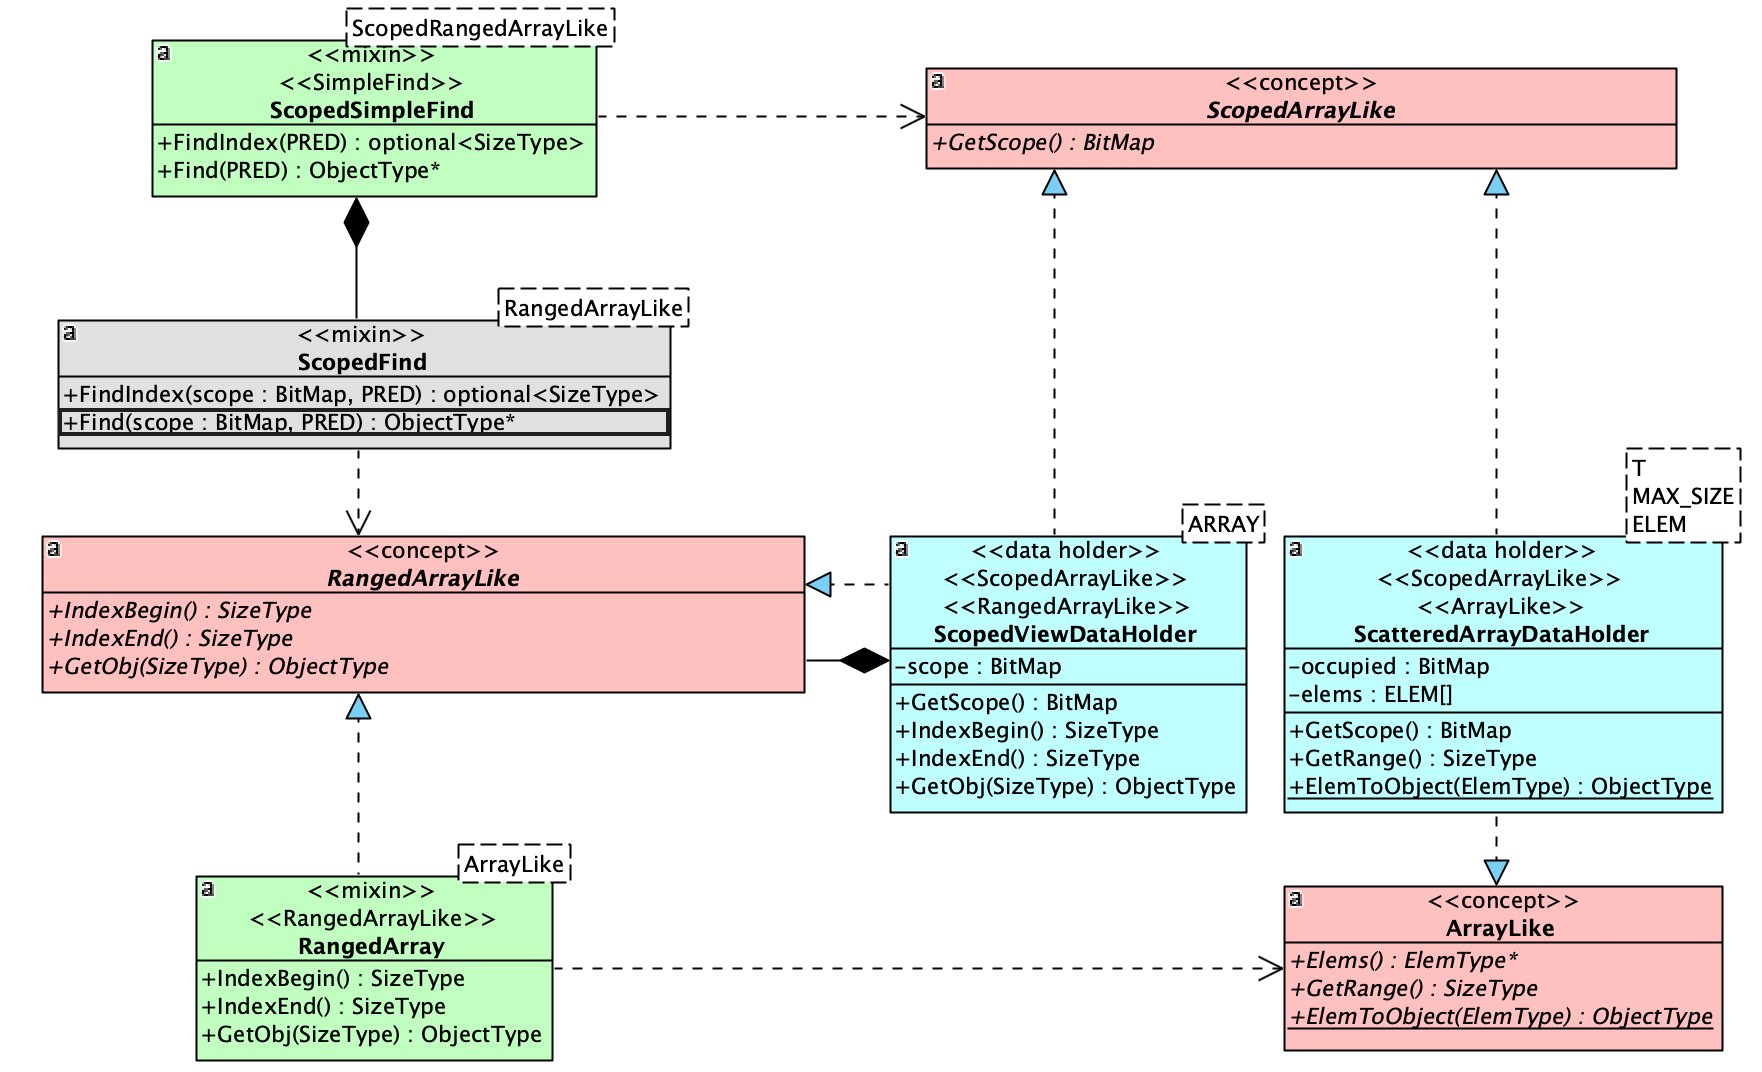 ScopedRangedArrayLike
a
<<mixin>>
<<SimpleFind>>
ScopedSimpleFind
+FindIndex(PRED) : optional<SizeType>
+Find(PRED) : ObjectType*
a
<<concept>>
ScopedArrayLike
+GetScope() : BitMap
RangedArrayLike
a
<<mixin>>
ScopedFind
+FindIndex(scope : BitMap, PRED) : optional<SizeType>
+Find(scope : BitMap, PRED) : ObjectType*
a
<<concept>>
RangedArrayLike
+IndexBegin() : SizeType
+IndexEnd() : SizeType
+GetObj(SizeType) : ObjectType
ARRAY
a
<<data holder>>
<<ScopedArrayLike>>
<<RangedArrayLike>>
ScopedViewDataHolder
-scope : BitMap
+GetScope() : BitMap
+IndexBegin() : SizeType
+IndexEnd() : SizeType
+GetObj(SizeType) : ObjectType
T
MAX_SIZE
ELEM
a
<<data holder>>
<<ScopedArrayLike>>
<<ArrayLike>>
ScatteredArrayDataHolder
-occupied : BitMap
-elems : ELEM[]
+GetScope() : BitMap
+GetRange() : SizeType
+ElemToObject(ElemType) : ObjectType
ArrayLike
a
<<mixin>>
<<RangedArrayLike>>
RangedArray
+IndexBegin() : SizeType
+IndexEnd() : SizeType
+GetObj(SizeType) : ObjectType
a
<<concept>>
ArrayLike
+Elems() : ElemType*
+GetRange() : SizeType
+ElemToObject(ElemType) : ObjectType